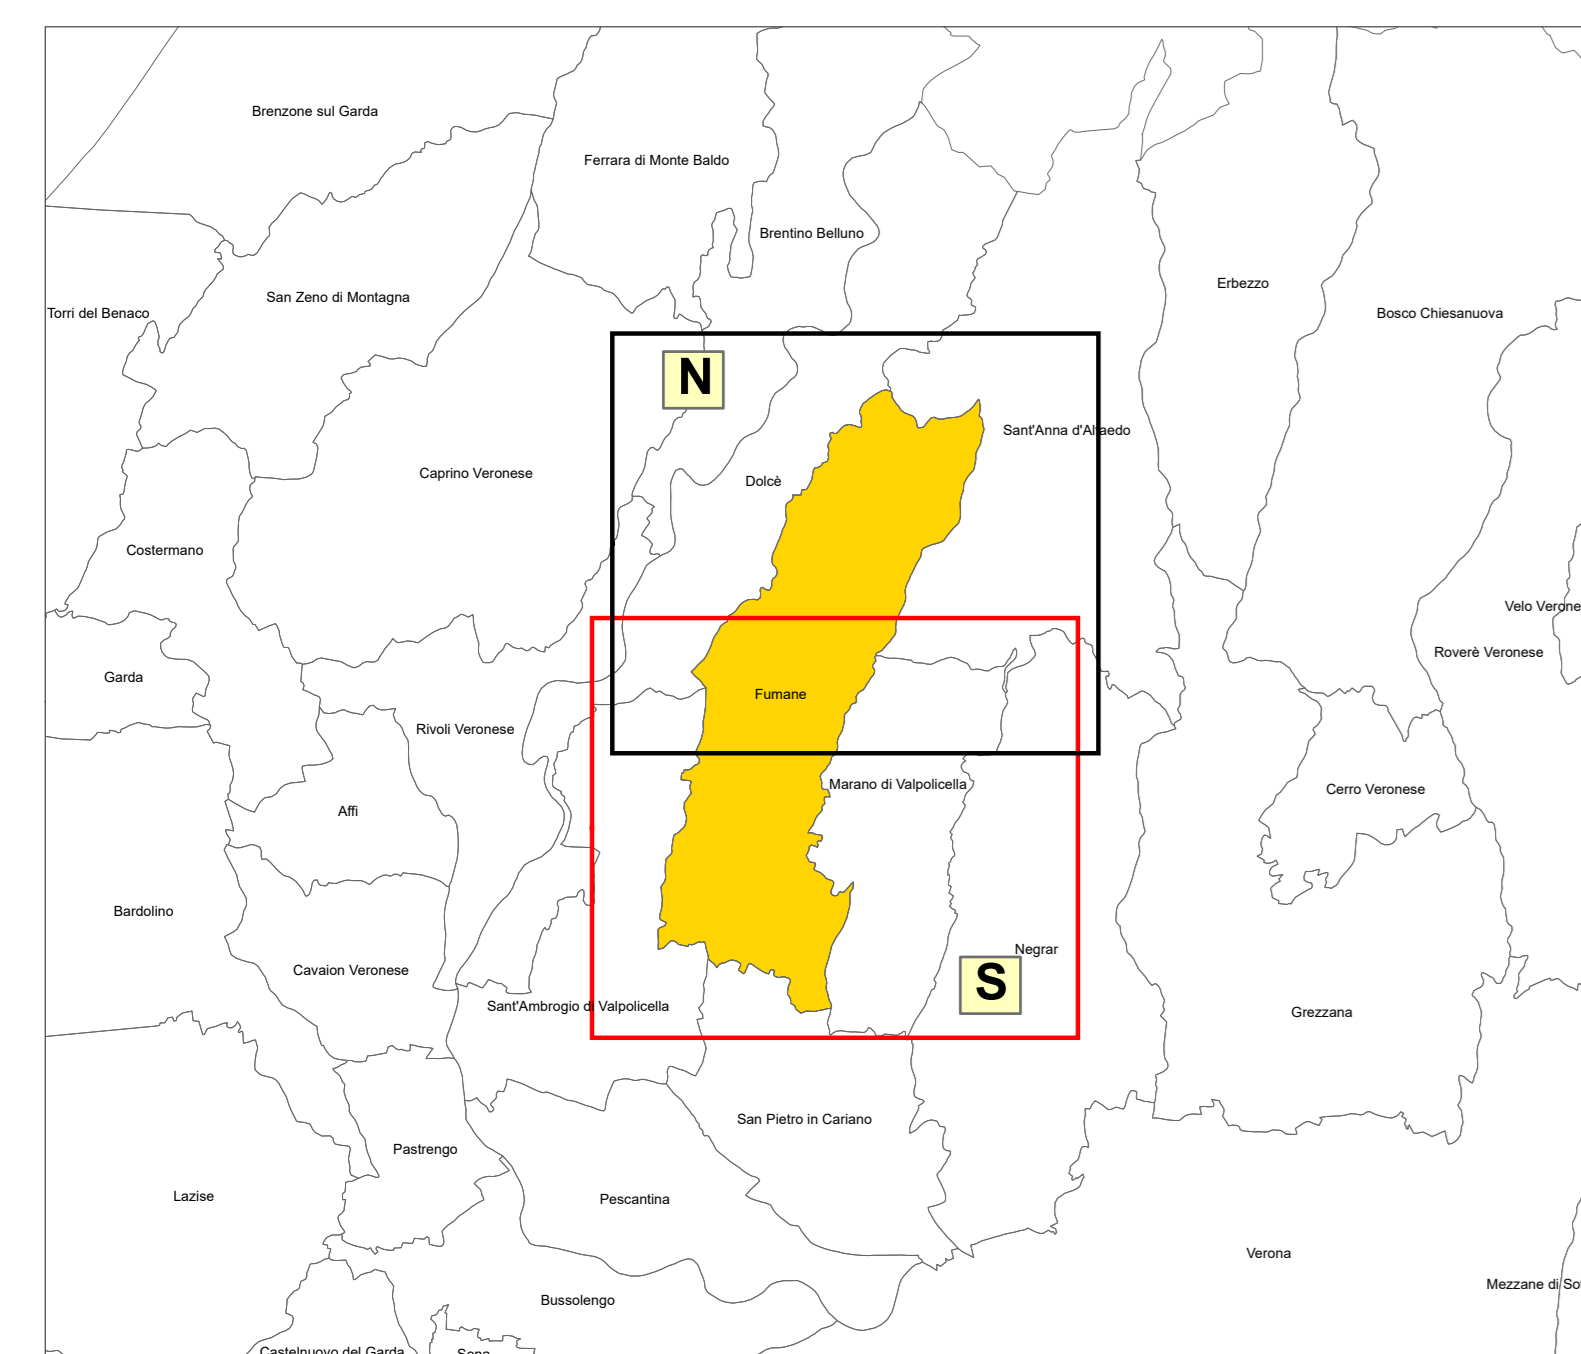 Brenzone sul Garda
Ferrara di Monte Baldo
Brentino Belluno
Erbezzo
San Zeno di Montagna
Torri del Benaco
Bosco Chiesanuova
N
Sant'Anna d'Alfaedo
Caprino Veronese
Dolcè
Costermano
Velo Verone
Roverè Veronese
Garda
Fumane
Rivoli Veronese
Marano di Valpolicella
Cerro Veronese
Affi
Bardolino
Negrar
Cavaion Veronese
S
Sant'Ambrogio di Valpolicella
Grezzana
San Pietro in Cariano
Pastrengo
Lazise
Pescantina
Verona
Mezzane di So
Bussolengo
Castelnuovo del Garda
Sona